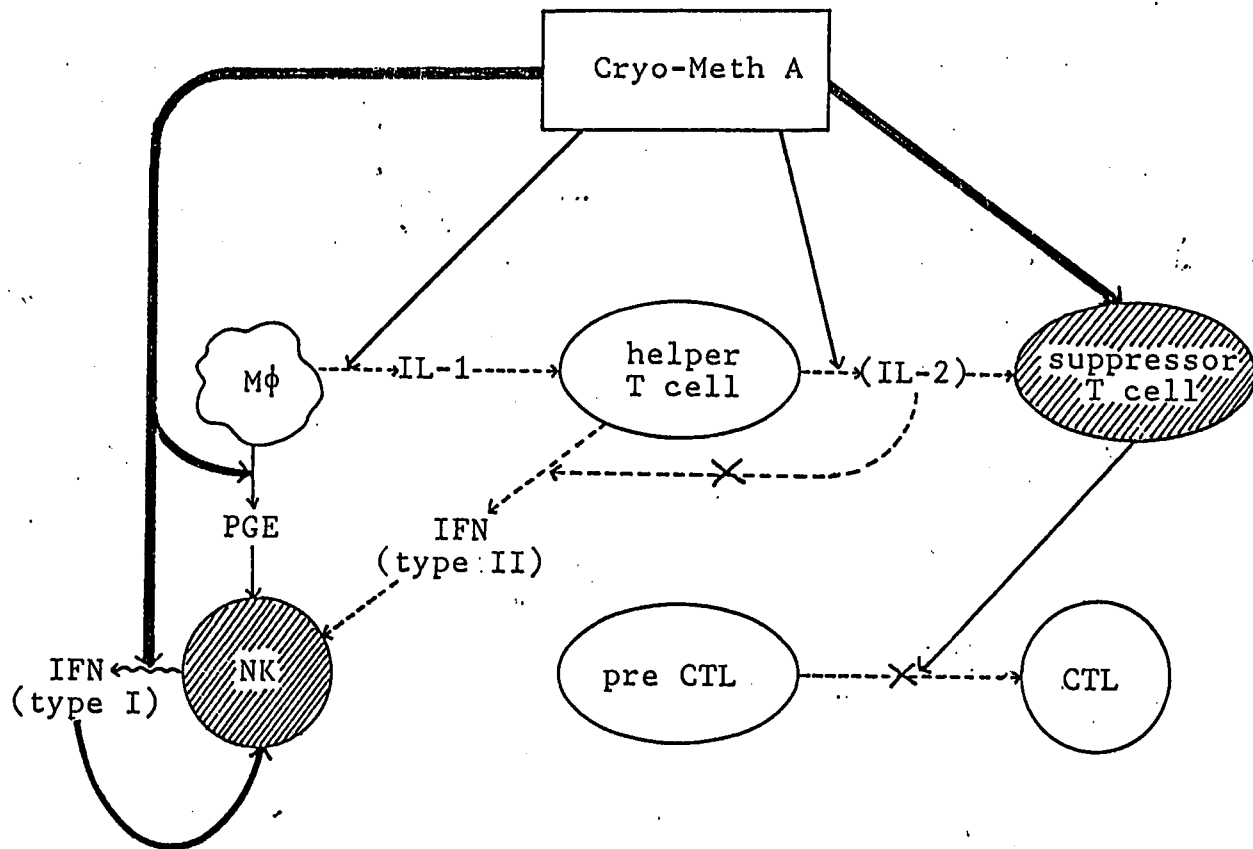 Cryo-Meth A
Mϕ
IL-1
helper
T cell
(IL-2)
suppressor
T cell
PGE
IFN
(type II)
IFN
(type I)
NK
pre CTL
CTL